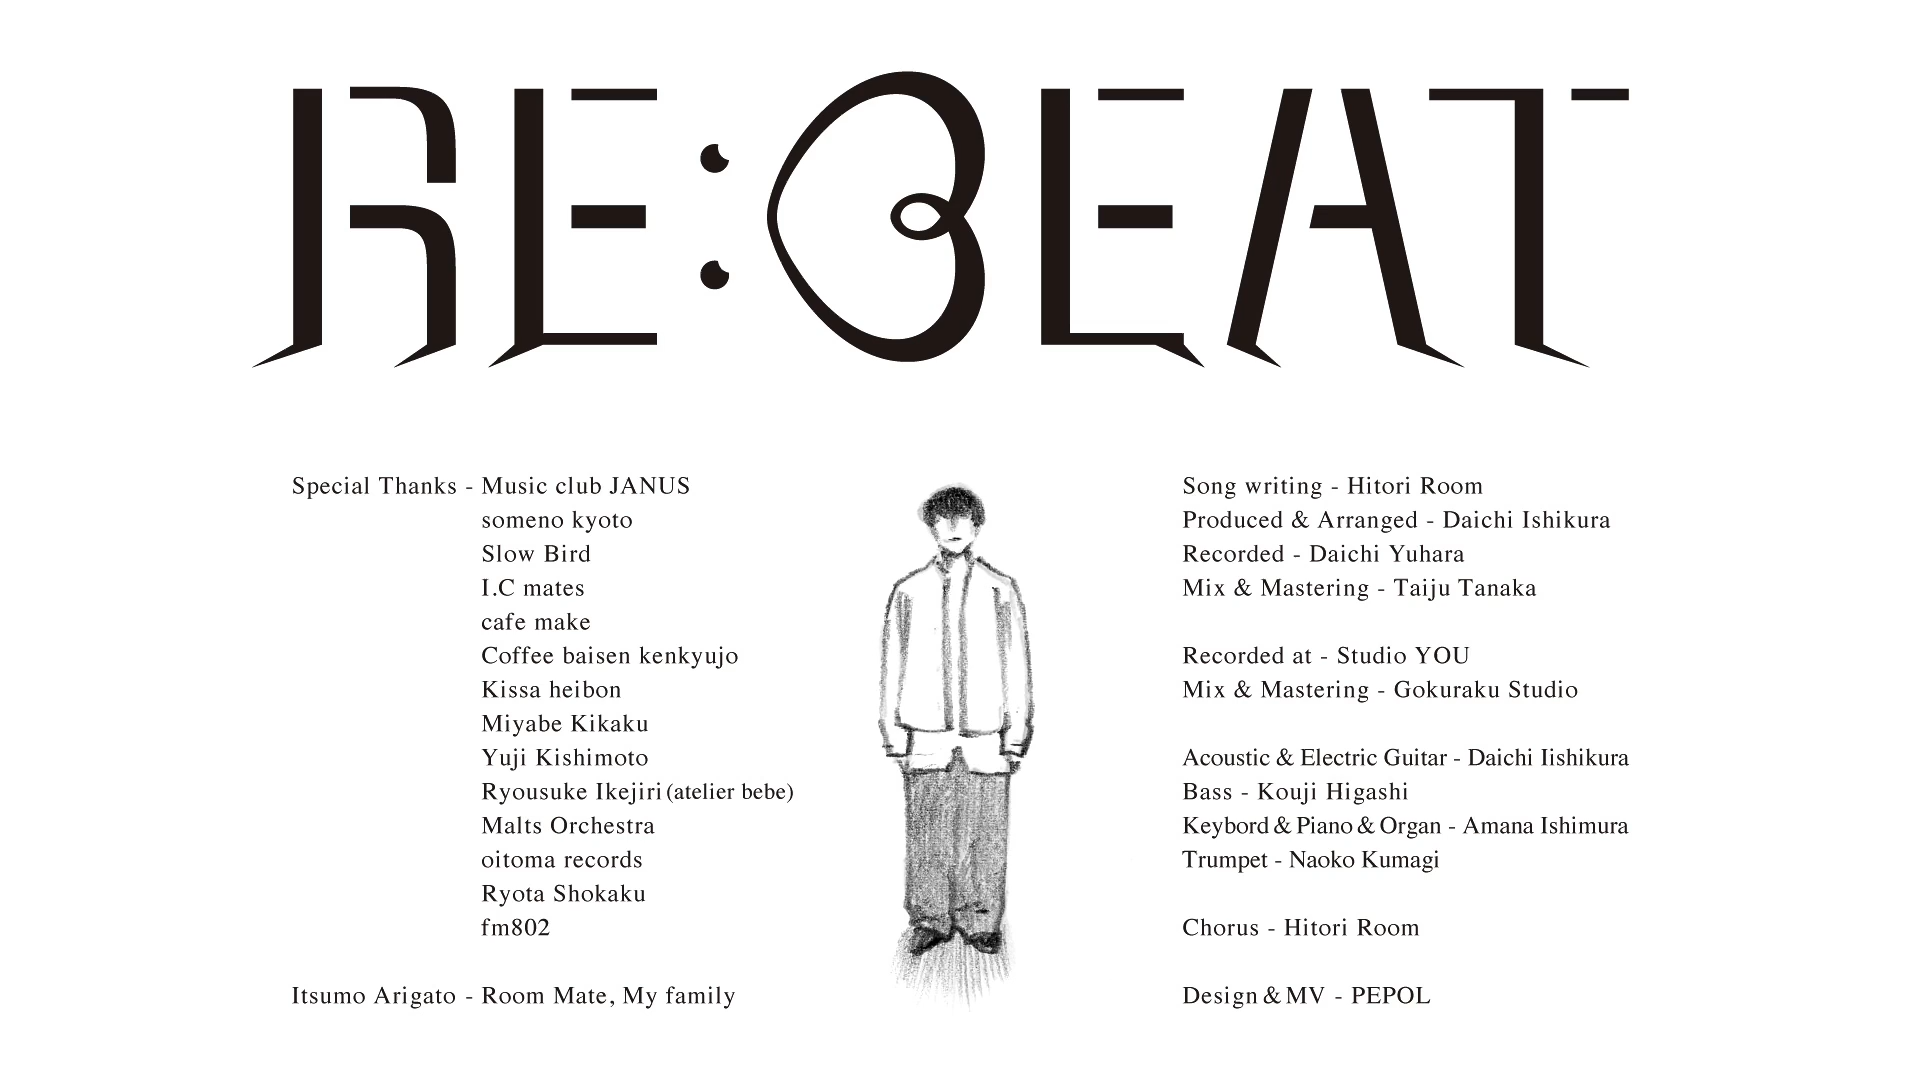 RE:BEAT
Special Thanks - Music club JANUS
someno kyoto
Slow Bird
I.C mates
cafe make
Coffee baisen kenkyujo
Kissa heibon
Miyabe Kikaku
Yuji Kishimoto
Ryousuke Ikejiri (atelier bebe)
Malts Orchestra
oitoma records
Ryota Shokaku
fm802
Itsumo Arigato - Room Mate, My family
Song writing - Hitori Room
Produced & Arranged - Daichi Ishikura
Recorded - Daichi Yuhara
Mix & Mastering - Taiju Tanaka
Recorded at - Studio YOU
Mix & Mastering - Gokuraku Studio
Acoustic & Electric Guitar - Daichi Iishikura
Bass - Kouji Higashi
Keybord & Piano & Organ - Amana Ishimura
Trumpet - Naoko Kumagi
Chorus - Hitori Room
Design & MV - PEPOL